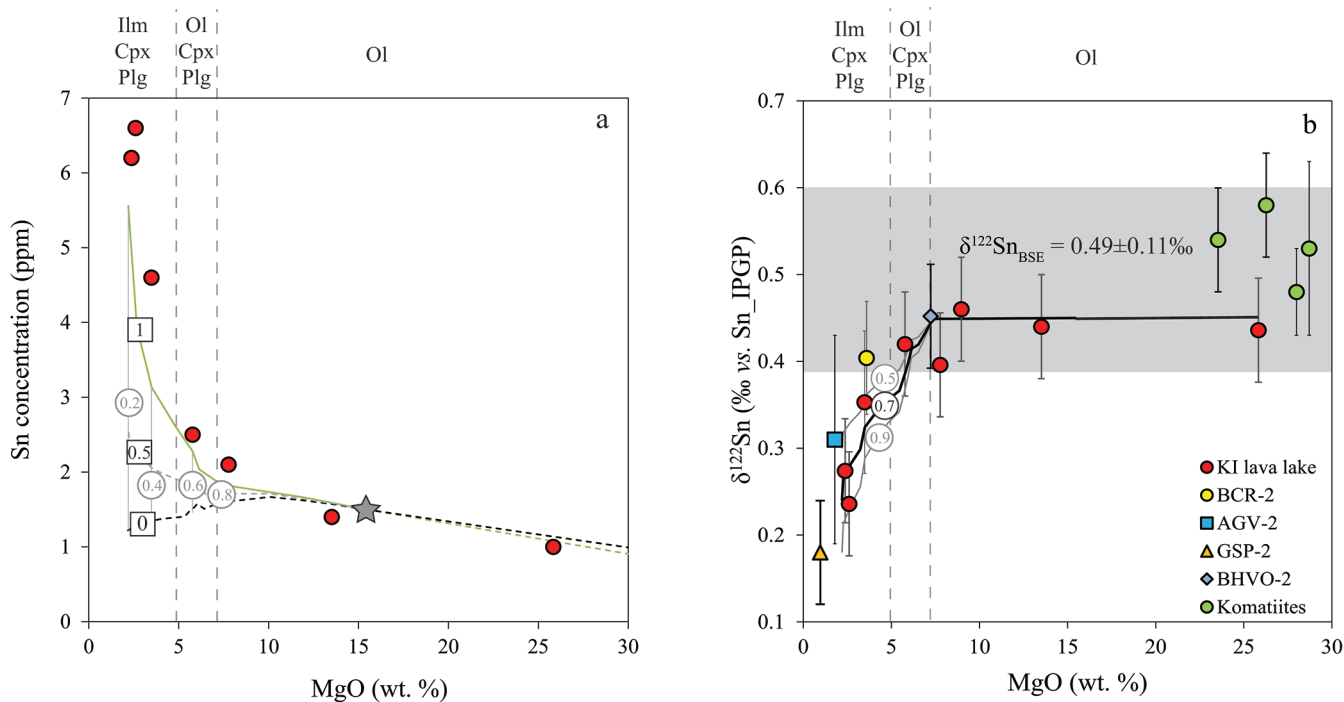 Ilm
Cpx
Plg
Ol
Cpx
Plg
Ol
a
7
6
5
4
3
2
1
0
Sn concentration (ppm)
1
0.2
0.5
0.4
0.6
0.8
0
0 5 10 15 20 25 30
MgO (wt. %)
Ilm
Cpx
Plg
Ol
Cpx
Plg
Ol
b
0.7
0.6
0.5
0.4
0.3
0.2
0.1
δ¹²²Sn (‰ vs. Sn_IPGP)
δ¹²²Sn_BSE = 0.49±0.11‰
0.5
0.7
0.9
KI lava lake
BCR-2
AGV-2
GSP-2
BHVO-2
Komatiites
0 5 10 15 20 25 30
MgO (wt. %)